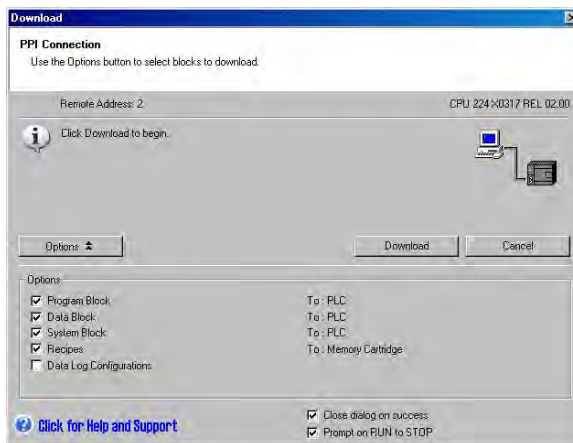 Download
PPI Connection
Use the Options button to select blocks to download.
Remote Address: 2
CPU 224 X0317 REL 02.00
Click Download to begin.
Options
Download
Cancel
Options
Program Block
To: PLC
Data Block
To: PLC
System Block
To: PLC
Recipes
To: Memory Cartridge
Data Log Configurations
Click for Help and Support
Close dialog on success
Prompt on RUN to STOP